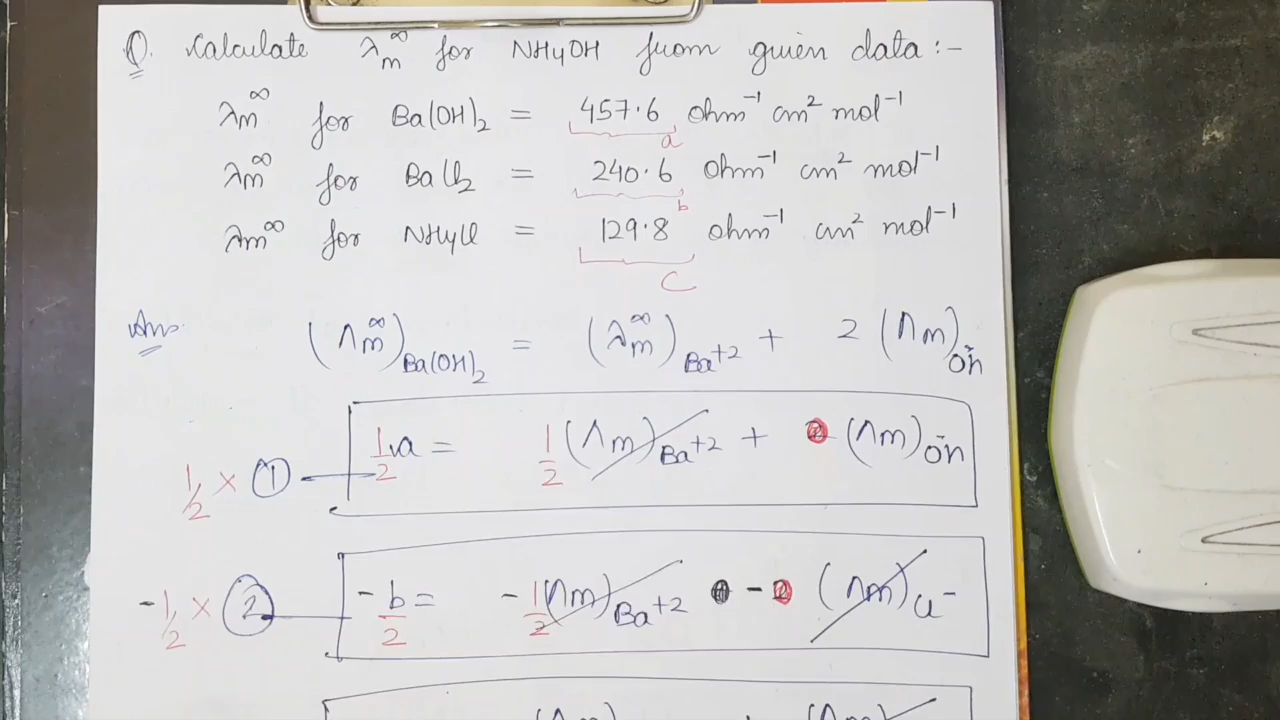 Q. Calculate λm^∞ for NH4OH from given data :-
λm^∞ for Ba(OH)2 = 457.6 ohm⁻¹ cm² mol⁻¹
a
λm^∞ for BaCl2 = 240.6 ohm⁻¹ cm² mol⁻¹
b
λm^∞ for NH4Cl = 129.8 ohm⁻¹ cm² mol⁻¹
C
Ans (Λm^∞)Ba(OH)2 = (λm^∞)Ba+2 + 2 (Λm)OH⁻
1/2 × ① 1/2 a = 1/2 (Λm)Ba+2 + (Λm)OH⁻
-1/2 × ② -b/2 = -1/2 (Λm)Ba+2 - (Λm)Cl⁻